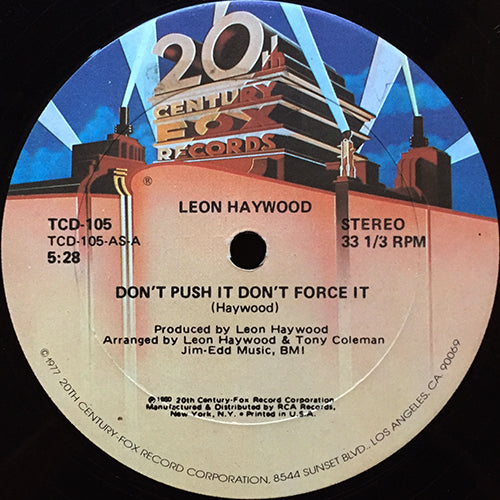 20th
CENTURY
FOX
RECORDS
®
LEON HAYWOOD
TCD-105
TCD-105-AS-A
5:28
STEREO
33 1/3 RPM
DON'T PUSH IT DON'T FORCE IT
(Haywood)
Produced by Leon Haywood
Arranged by Leon Haywood & Tony Coleman
Jim-Edd Music, BMI
℗ 1980 20th Century-Fox Record Corporation
Manufactured & Distributed by RCA Records,
New York, N.Y. • Printed in U.S.A.
©1977, 20TH CENTURY-FOX RECORD CORPORATION, 8544 SUNSET BLVD., LOS ANGELES, CA. 90069